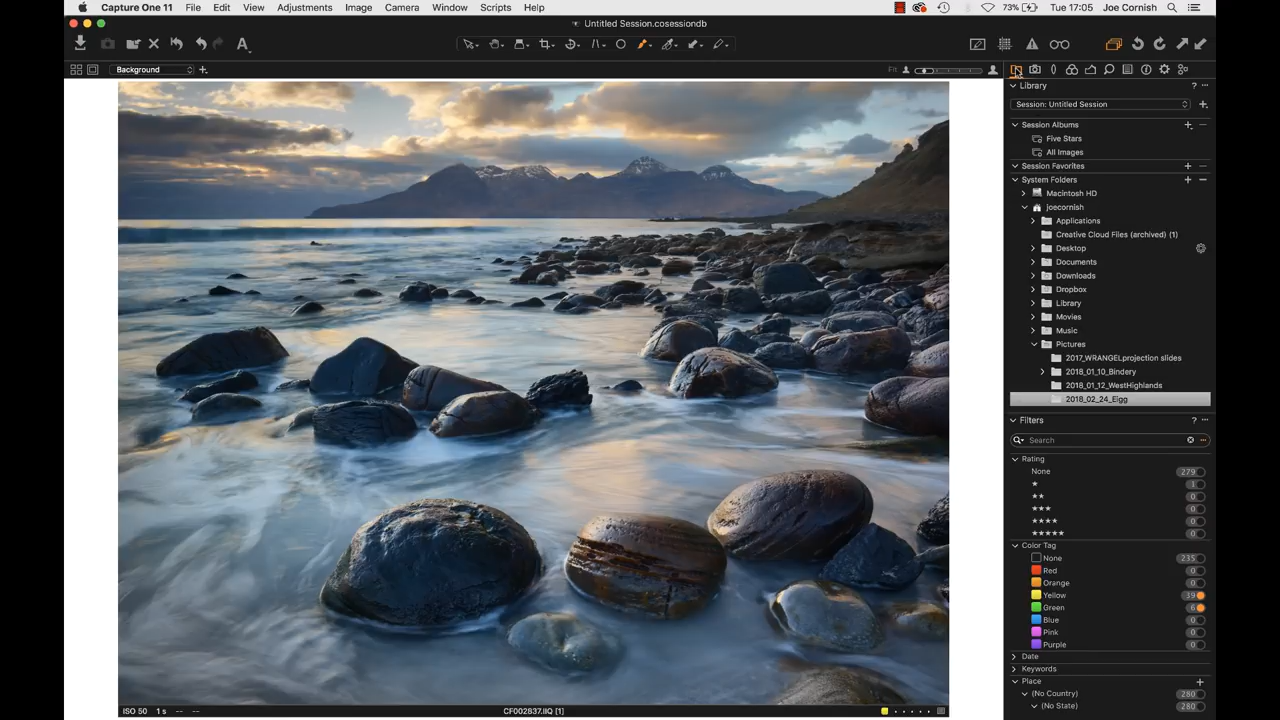 Capture One 11 File Edit View Adjustments Image Camera Window Scripts Help 73% Tue 17:05 Joe Cornish
Untitled Session.cosessiondb
A
Background Fit
Library ?
Session: Untitled Session
Session Albums
Five Stars
All Images
Session Favorites
System Folders
Macintosh HD
joecornish
Applications
Creative Cloud Files (archived) (1)
Desktop
Documents
Downloads
Dropbox
Library
Movies
Music
Pictures
2017_WRANGELprojection slides
2018_01_10_Bindery
2018_01_12_WestHighlands
2018_02_24_Eigg
Filters ?
Search
Rating
None 279
★ 1
★★ 0
★★★ 0
★★★★ 0
★★★★★ 0
Color Tag
None 235
Red 0
Orange 0
Yellow 39
Green 6
Blue 0
Pink 0
Purple 0
Date
Keywords
Place
(No Country) 280
(No State) 280
ISO 50 1 s -- -- CF002837.IIQ [1]